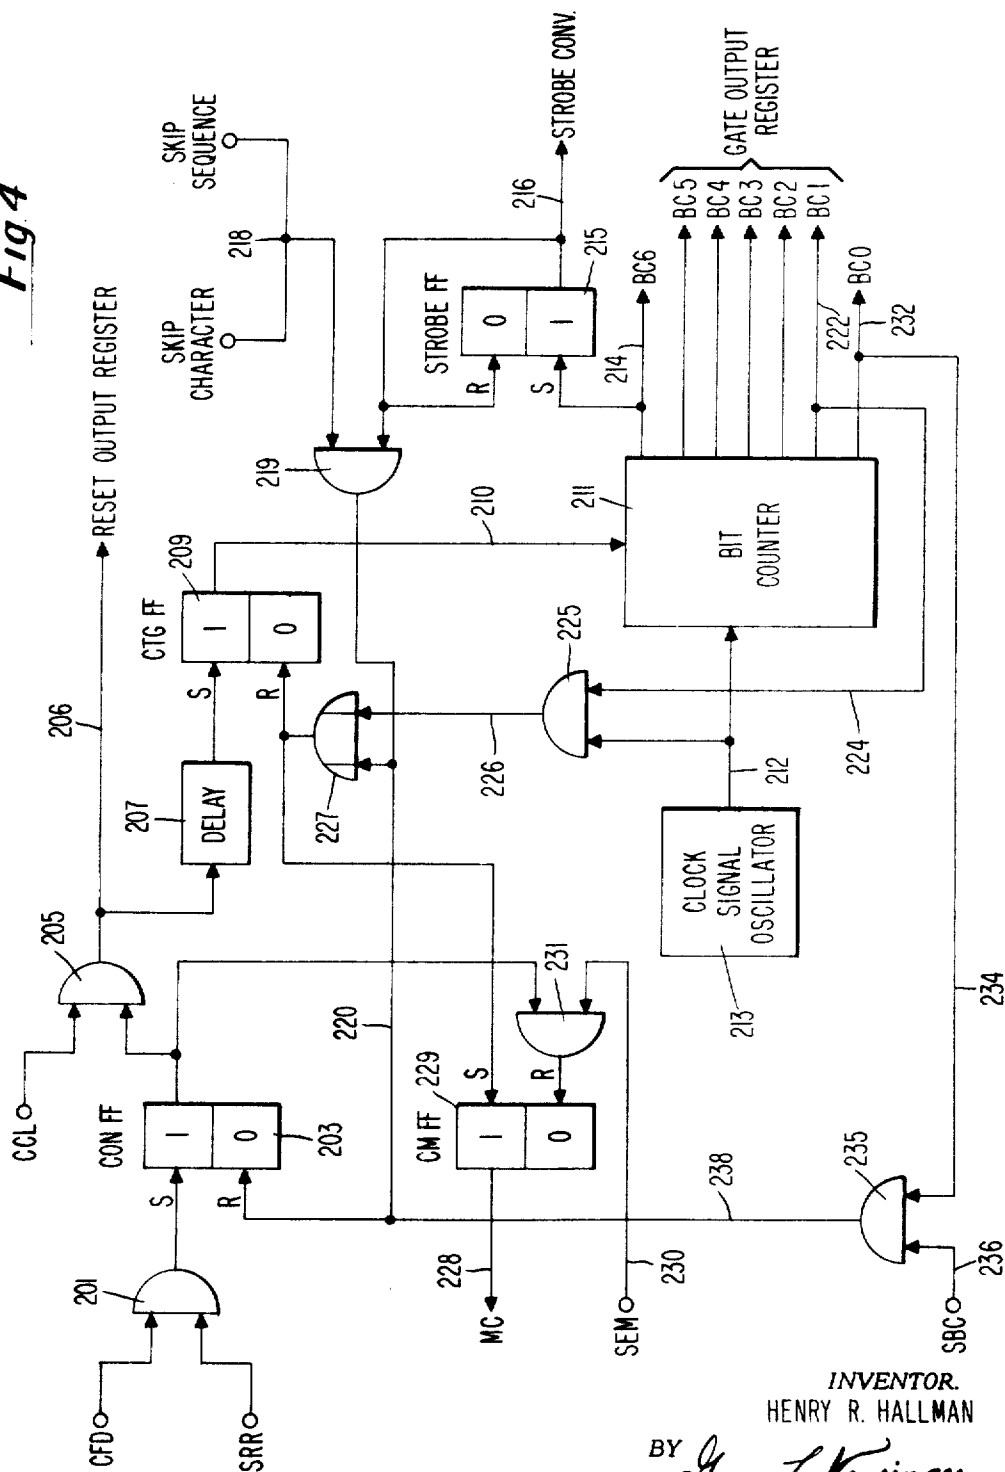 Fig. 4
RESET OUTPUT REGISTER
SKIP
SEQUENCE
SKIP
CHARACTER
218
STROBE CONV.
216
STROBE FF
215
0
1
R
S
214
BC6
GATE OUTPUT
REGISTER
BC5
BC4
BC3
BC2
BC1
222
BC0
232
206
CTG FF
209
1
0
S
R
210
219
211
BIT
COUNTER
207
DELAY
227
226
225
224
212
CLOCK
SIGNAL
OSCILLATOR
213
205
CCL
CON FF
1
0
203
S
R
220
231
CM FF
229
1
0
S
R
234
201
CFD
SRR
228
MC
230
SEM
238
235
236
SBC
INVENTOR.
HENRY R. HALLMAN
BY